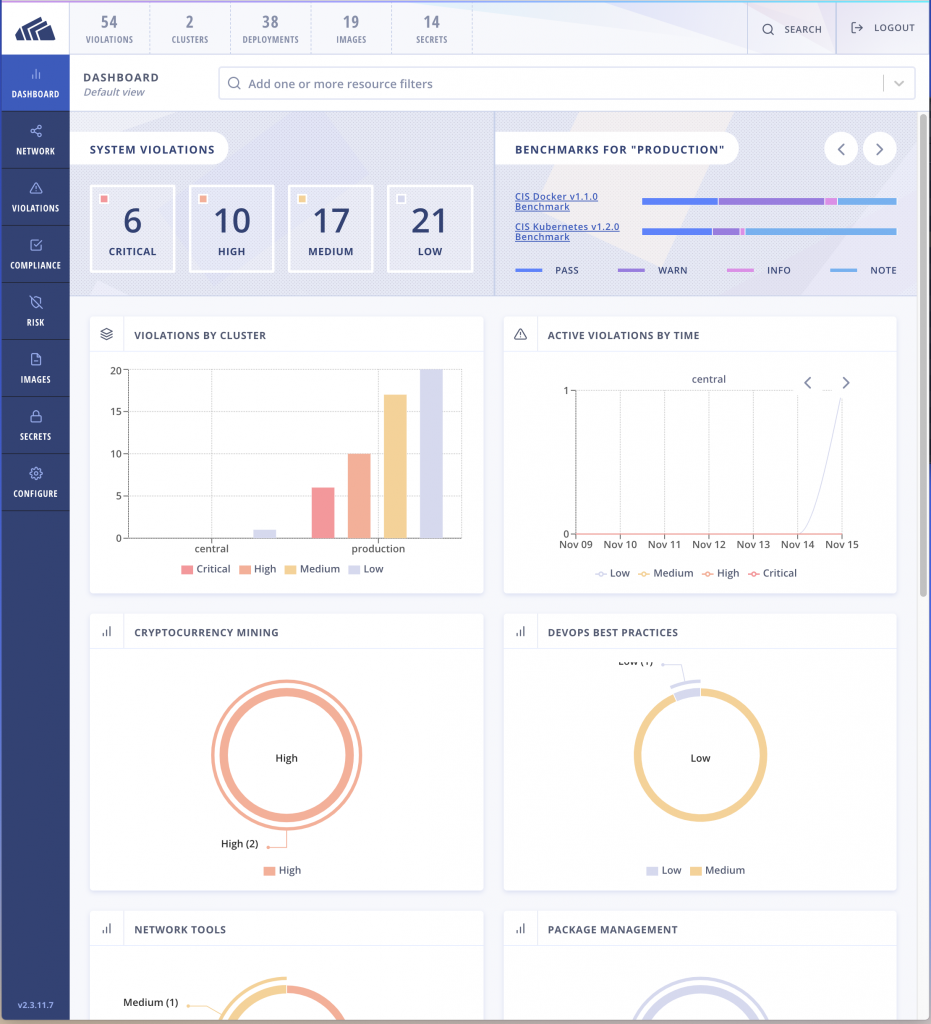 54
VIOLATIONS
2
CLUSTERS
38
DEPLOYMENTS
19
IMAGES
14
SECRETS
SEARCH
LOGOUT
DASHBOARD
Default view
Add one or more resource filters
DASHBOARD
NETWORK
VIOLATIONS
COMPLIANCE
RISK
IMAGES
SECRETS
CONFIGURE
v2.3.11.7
SYSTEM VIOLATIONS
6
CRITICAL
10
HIGH
17
MEDIUM
21
LOW
BENCHMARKS FOR "PRODUCTION"
CIS Docker v1.1.0
Benchmark
CIS Kubernetes v1.2.0
Benchmark
PASS WARN INFO NOTE
VIOLATIONS BY CLUSTER
20
15
10
5
0
central production
Critical High Medium Low
ACTIVE VIOLATIONS BY TIME
central
1
0
Nov 09 Nov 10 Nov 11 Nov 12 Nov 13 Nov 14 Nov 15
Low Medium High Critical
CRYPTOCURRENCY MINING
High
High (2)
High
DEVOPS BEST PRACTICES
Low (1)
Low
Low Medium
NETWORK TOOLS
Medium (1)
PACKAGE MANAGEMENT